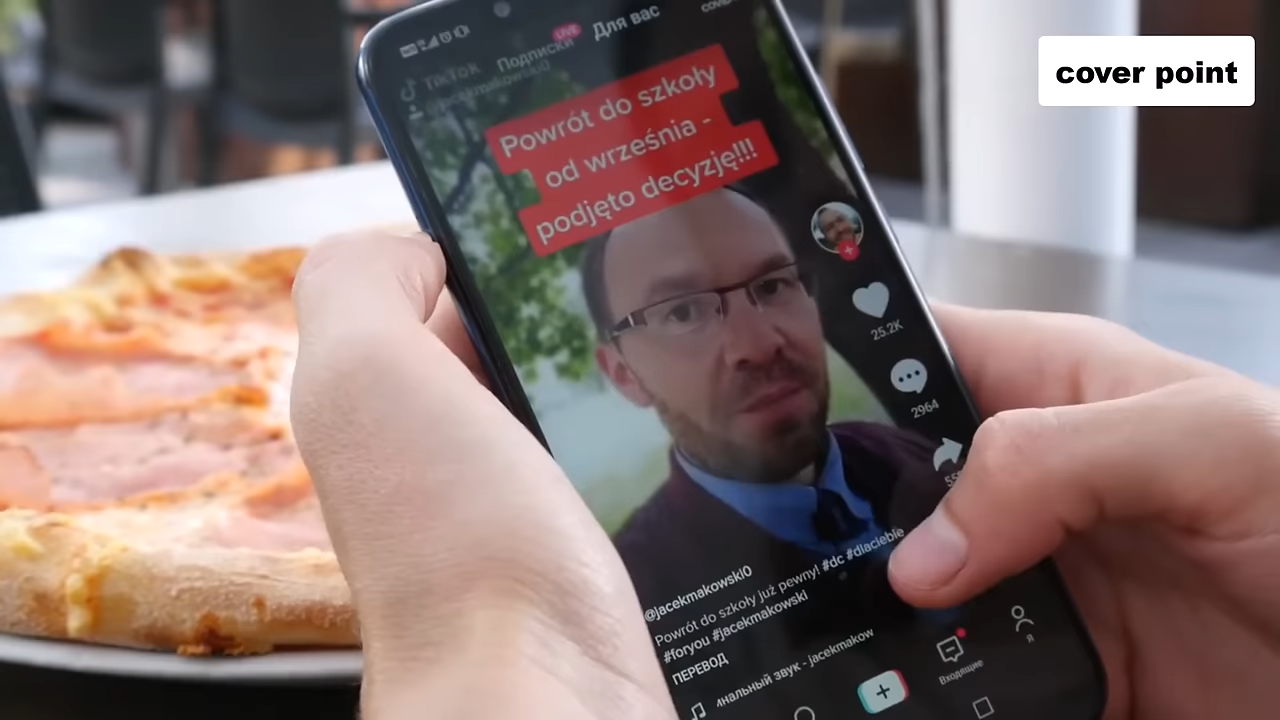 cover point
LIVE
Подписки
Для вас
TikTok
@jacekmakowski0
Powrót do szkoły
od września -
podjęto decyzję!!!
25.2K
2964
@jacekmakowski0
Powrót do szkoły już pewny! #dc #dlaciebie
#foryou #jacekmakowski
ПЕРЕВОД
звук - jacekmakow
Входящие
Я